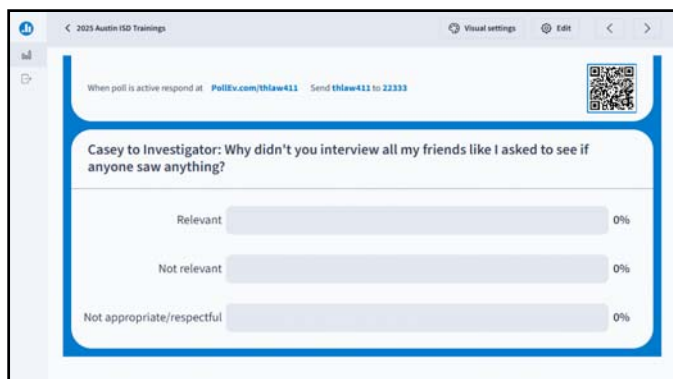 2025 Austin ISD Trainings
Visual settings
Edit
When poll is active respond at PollEv.com/thlaw411 Send thlaw411 to 22333
Casey to Investigator: Why didn't you interview all my friends like I asked to see if
anyone saw anything?
Relevant 0%
Not relevant 0%
Not appropriate/respectful 0%